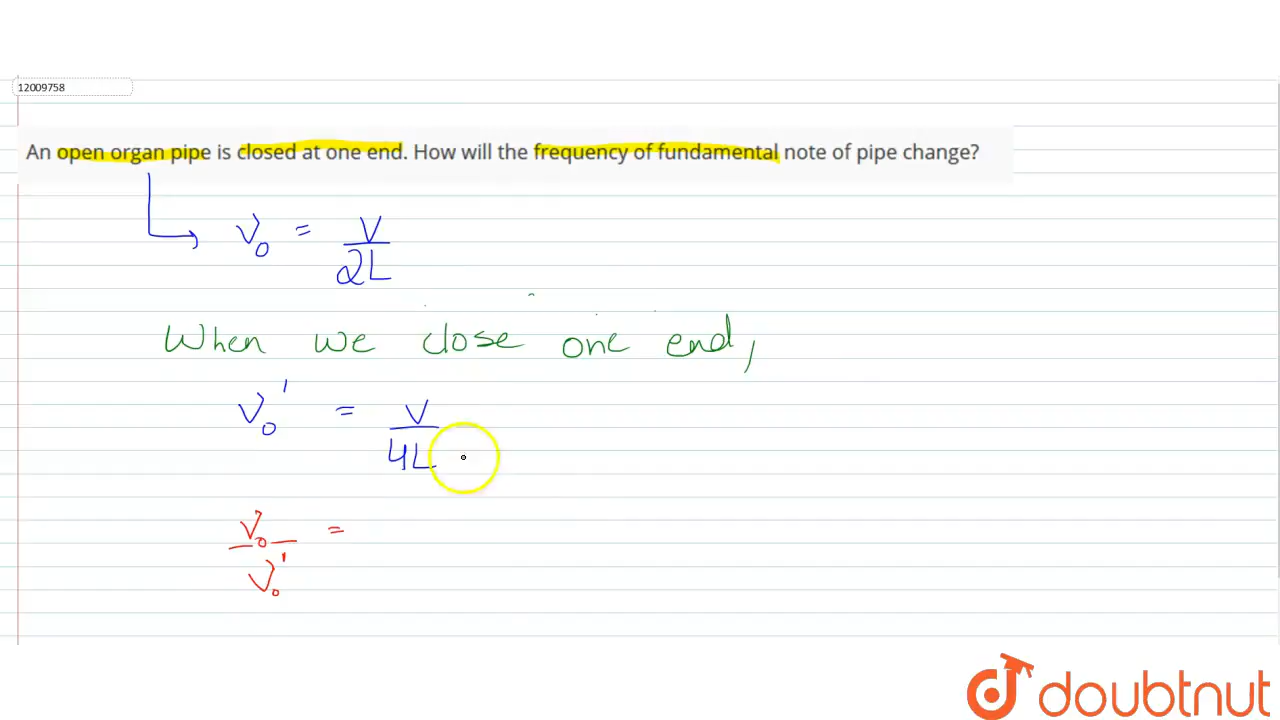 12009758
An open organ pipe is closed at one end. How will the frequency of fundamental note of pipe change?
ν₀ = V/2L
When we close one end,
ν₀' = V/4L
ν₀/ν₀' =
doubtnut